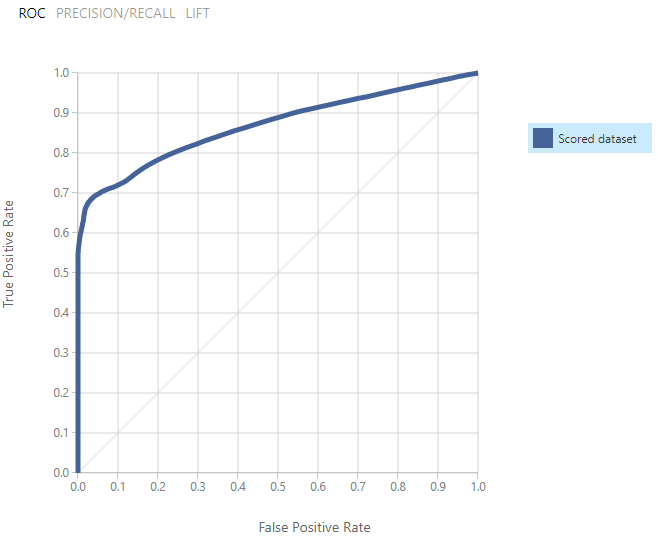 ROC PRECISION/RECALL LIFT
1.0
0.9
0.8
0.7
0.6
0.5
0.4
0.3
0.2
0.1
0.0
True Positive Rate
0.0 0.1 0.2 0.3 0.4 0.5 0.6 0.7 0.8 0.9 1.0
False Positive Rate
Scored dataset